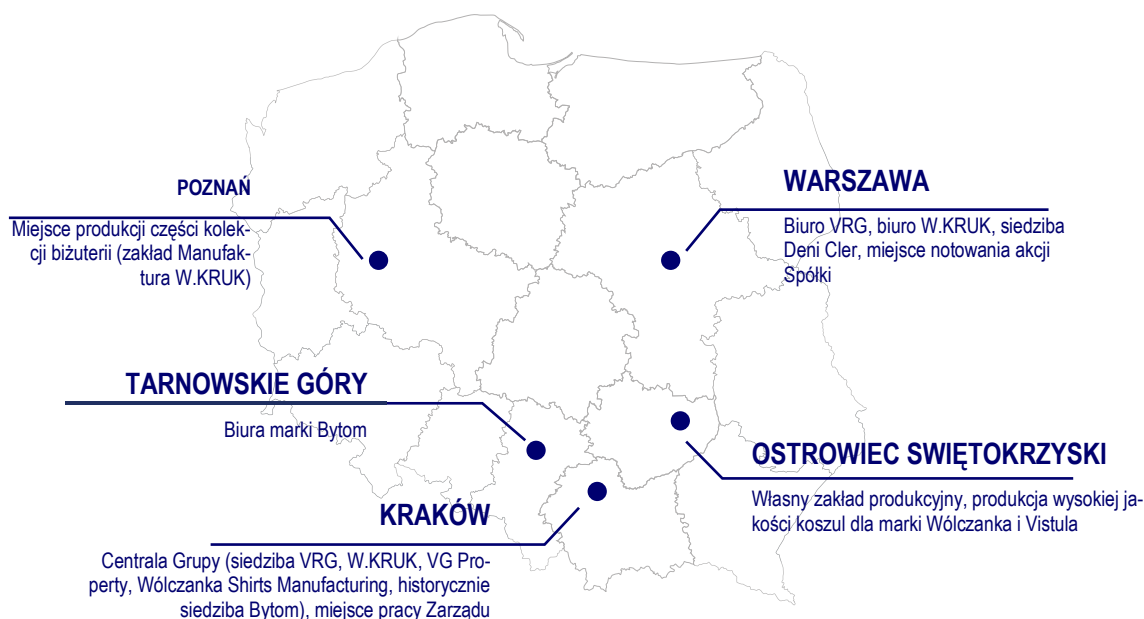 POZNAŃ
Miejsce produkcji części kolek-
cji biżuterii (zakład Manufak-
tura W.KRUK)
WARSZAWA
Biuro VRG, biuro W.KRUK, siedziba
Deni Cler, miejsce notowania akcji
Spółki
TARNOWSKIE GÓRY
Biura marki Bytom
OSTROWIEC SWIĘTOKRZYSKI
Własny zakład produkcyjny, produkcja wysokiej ja-
kości koszul dla marki Wólczanka i Vistula
KRAKÓW
Centrala Grupy (siedziba VRG, W.KRUK, VG Pro-
perty, Wólczanka Shirts Manufacturing, historycznie
siedziba Bytom), miejsce pracy Zarządu